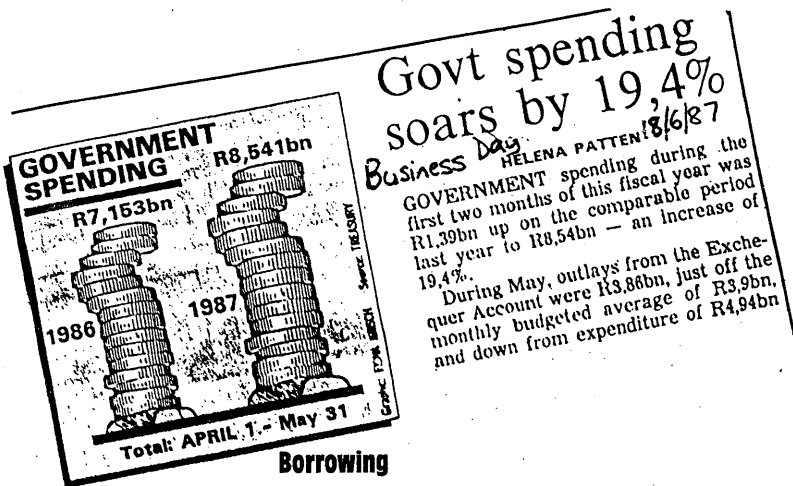 Govt spending
soars by 19,4%
Business Day
HELENA PATTEN 18/6/87
GOVERNMENT spending during the
first two months of this fiscal year was
R1,39bn up on the comparable period
last year to R8,54bn — an increase of
19,4%.
During May, outlays from the Exche-
quer Account were R3,86bn, just off the
monthly budgeted average of R3,9bn,
and down from expenditure of R4,94bn
GOVERNMENT
SPENDING
R8,541bn
R7,153bn
1986
1987
Source: TREASURY
Graphic:
Total: APRIL 1 - May 31
Borrowing